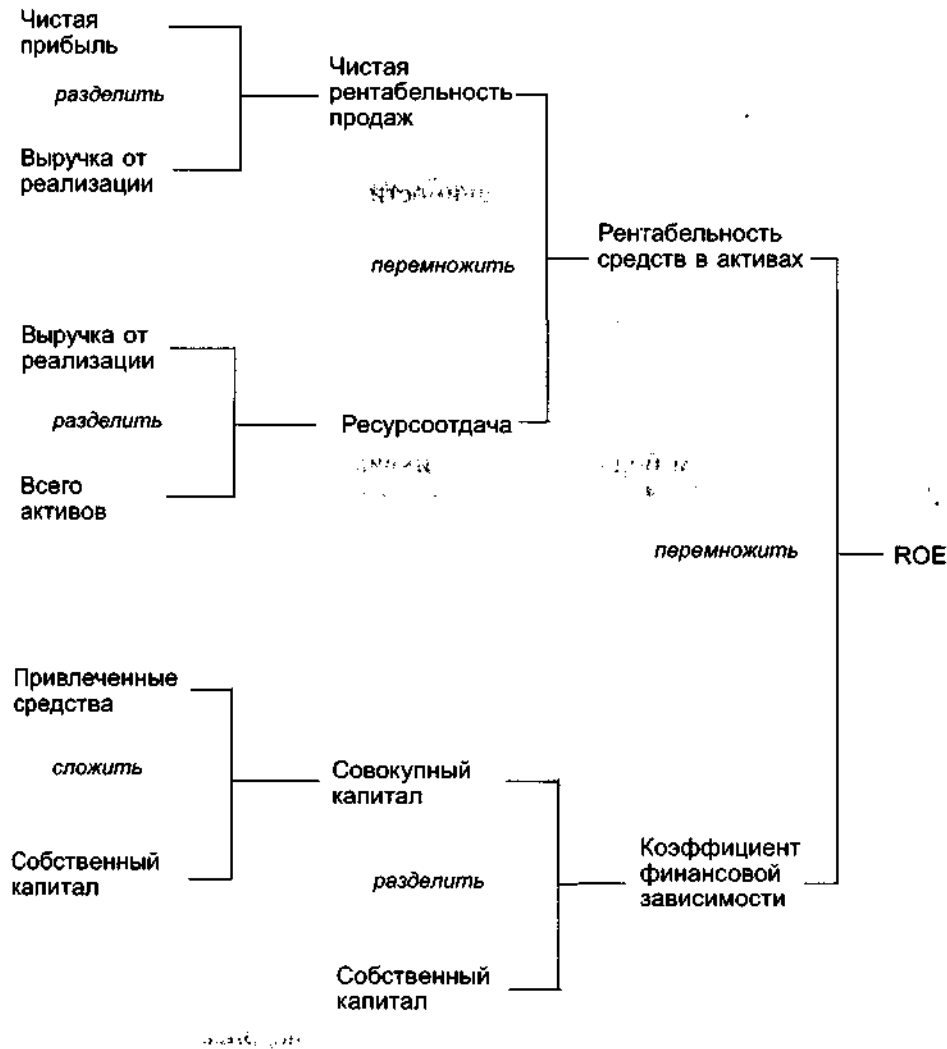 Чистая
прибыль
разделить
Выручка от
реализации
Чистая
рентабельность
продаж
перемножить
Выручка от
реализации
разделить
Всего
активов
Ресурсоотдача
Рентабельность
средств в активах
перемножить
ROE
Привлеченные
средства
сложить
Собственный
капитал
Совокупный
капитал
разделить
Собственный
капитал
Коэффициент
финансовой
зависимости